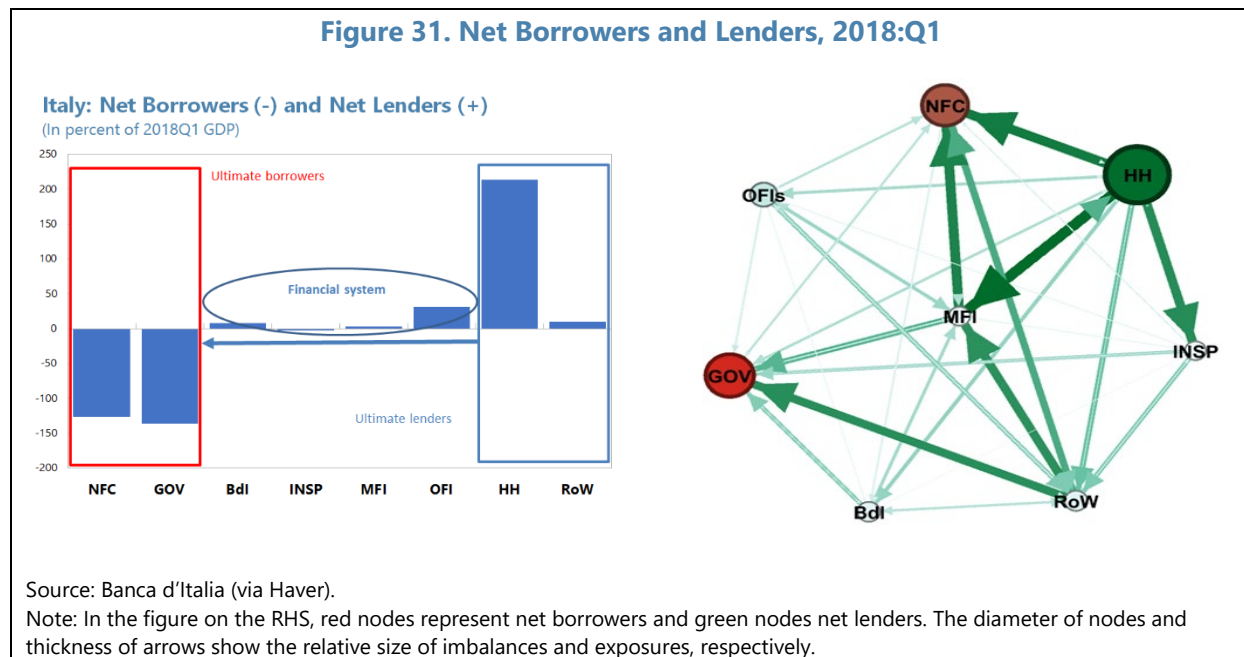 Figure 31. Net Borrowers and Lenders, 2018:Q1
Italy: Net Borrowers (-) and Net Lenders (+)
(In percent of 2018Q1 GDP)
250
200
150
100
50
0
-50
-100
-150
-200
Ultimate borrowers
Financial system
Ultimate lenders
NFC GOV BdI INSP MFI OFI HH RoW
NFC
HH
OFIs
MFI
INSP
GOV
BdI
RoW
Source: Banca d’Italia (via Haver).
Note: In the figure on the RHS, red nodes represent net borrowers and green nodes net lenders. The diameter of nodes and
thickness of arrows show the relative size of imbalances and exposures, respectively.